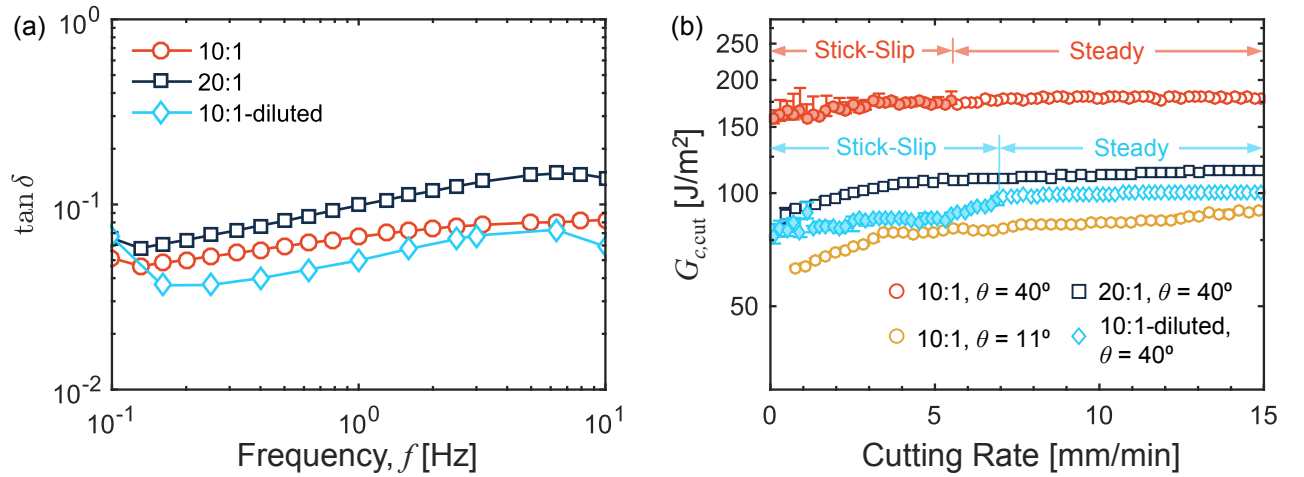 (a)
10⁰
10⁻¹
10⁻²
tan δ
10:1
20:1
10:1-diluted
10⁻¹
10⁰
10¹
Frequency, f [Hz]
(b)
250
200
150
100
50
G_c,cut [J/m²]
Stick-Slip
Steady
Stick-Slip
Steady
10:1, θ = 40º
20:1, θ = 40º
10:1, θ = 11º
10:1-diluted,
θ = 40º
0
5
10
15
Cutting Rate [mm/min]